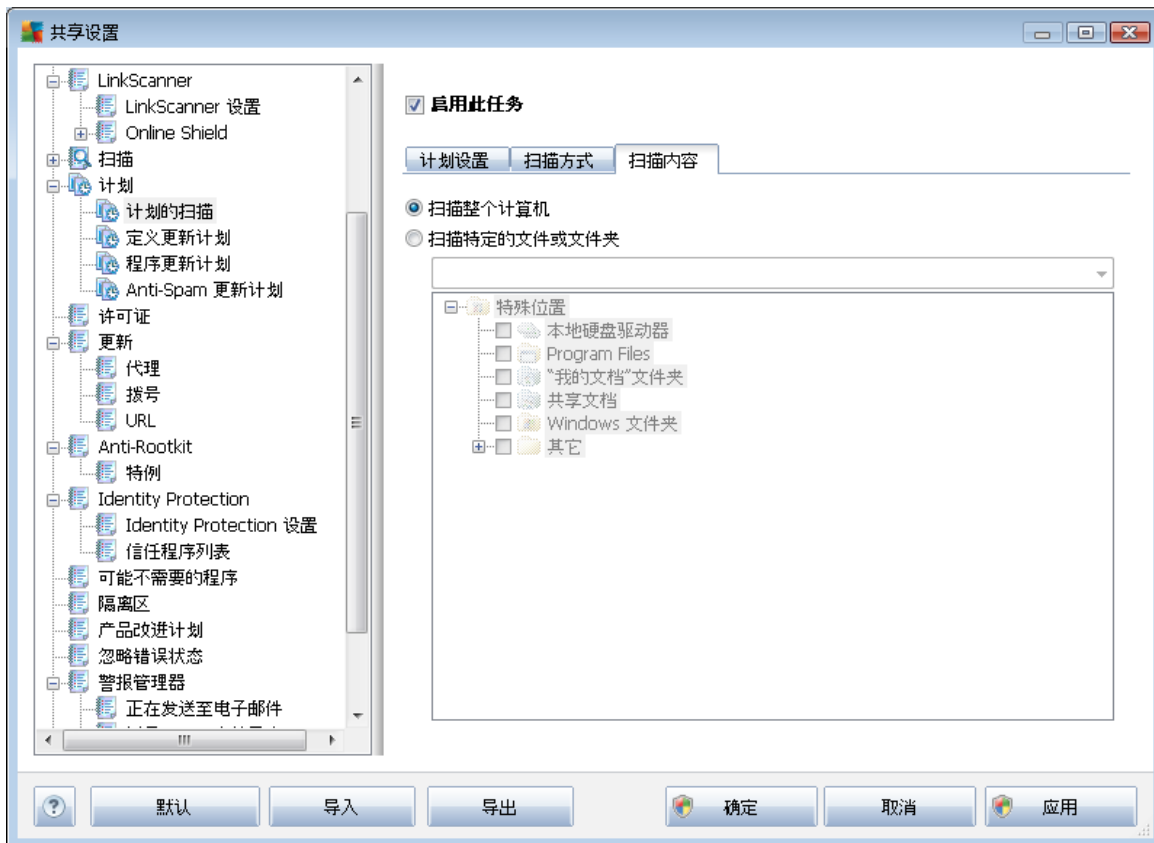 共享设置
LinkScanner
LinkScanner 设置
Online Shield
扫描
计划
计划的扫描
定义更新计划
程序更新计划
Anti-Spam 更新计划
许可证
更新
代理
拨号
URL
Anti-Rootkit
特例
Identity Protection
Identity Protection 设置
信任程序列表
可能不需要的程序
隔离区
产品改进计划
忽略错误状态
警报管理器
正在发送至电子邮件
启用此任务
计划设置 扫描方式 扫描内容
扫描整个计算机
扫描特定的文件或文件夹
特殊位置
本地硬盘驱动器
Program Files
“我的文档”文件夹
共享文档
Windows 文件夹
其它
默认 导入 导出 确定 取消 应用